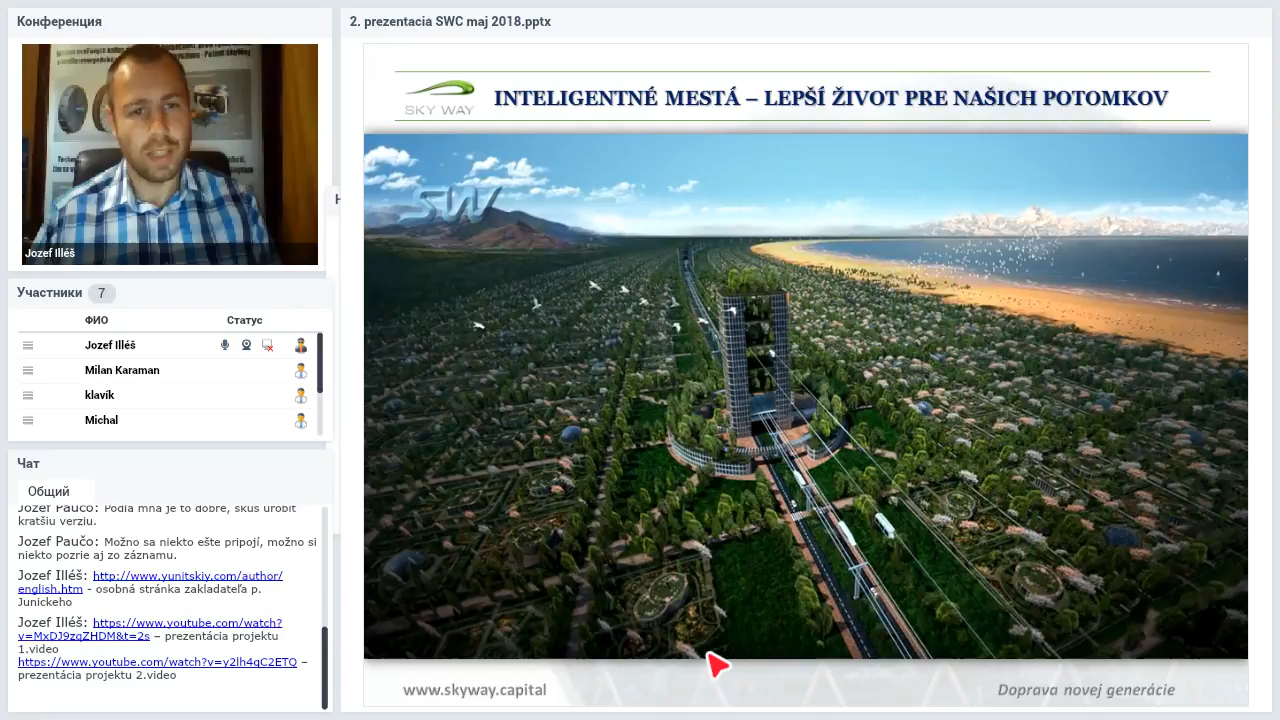 Конференция
Jozef Illéš
Участники 7
ФИО Статус
Jozef Illéš
Milan Karaman
klavík
Michal
Чат
Общий
Jozef Paučo: Podľa mňa je to dobré, skús urobiť
kratšiu verziu.
Jozef Paučo: Možno sa niekto ešte pripojí, možno si
niekto pozrie aj zo záznamu.
Jozef Illéš: http://www.yunitskiy.com/author/
english.htm - osobná stránka zakladateľa p.
Junickeho
Jozef Illéš: https://www.youtube.com/watch?
v=MxDJ9zqZHDM&t=2s – prezentácia projektu
1.video
https://www.youtube.com/watch?v=y2lh4qC2ETQ –
prezentácia projektu 2.video
2. prezentacia SWC maj 2018.pptx
SKY WAY
INTELIGENTNÉ MESTÁ – LEPŠÍ ŽIVOT PRE NAŠICH POTOMKOV
SW
www.skyway.capital
Doprava novej generácie